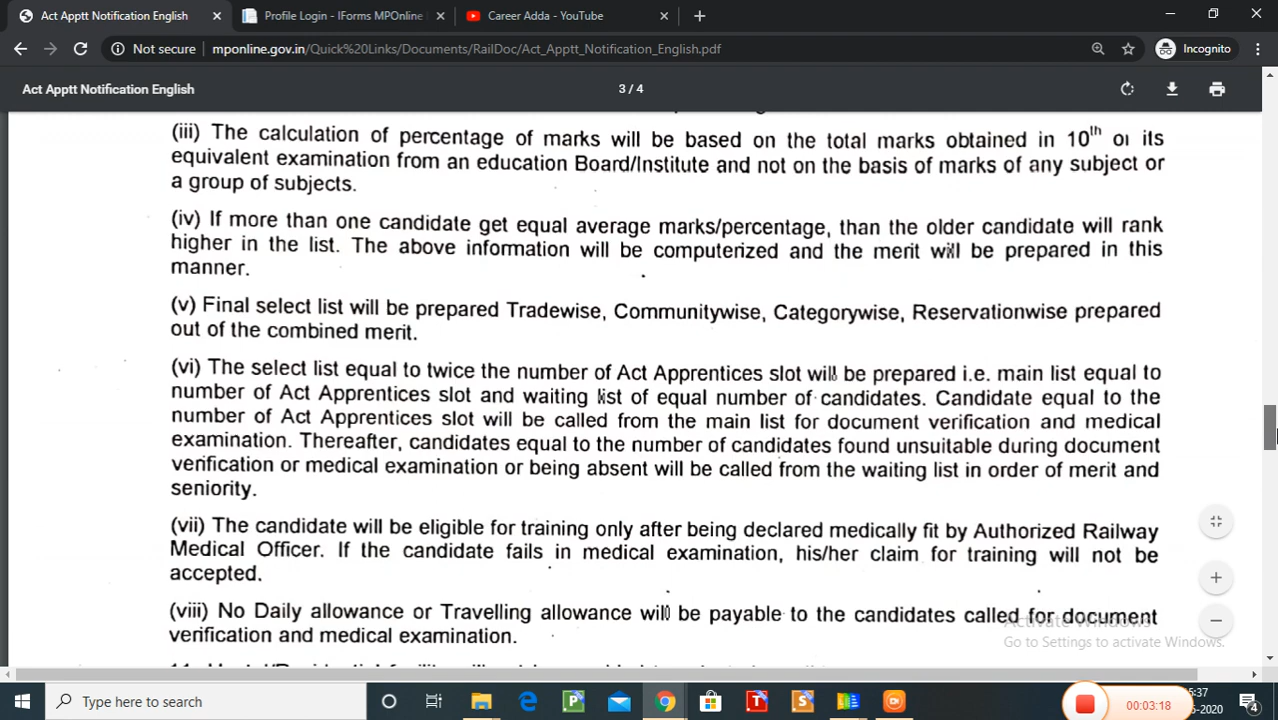 Act Apptt Notification English
Profile Login - IForms MPOnline
Career Adda - YouTube
Not secure mponline.gov.in/Quick%20Links/Documents/RailDoc/Act_Apptt_Notification_English.pdf
Incognito
Act Apptt Notification English
3 / 4
(iii) The calculation of percentage of marks will be based on the total marks obtained in 10th or its
equivalent examination from an education Board/Institute and not on the basis of marks of any subject or
a group of subjects.
(iv) If more than one candidate get equal average marks/percentage, than the older candidate will rank
higher in the list. The above information will be computerized and the merit will be prepared in this
manner.
(v) Final select list will be prepared Tradewise, Communitywise, Categorywise, Reservationwise prepared
out of the combined merit.
(vi) The select list equal to twice the number of Act Apprentices slot will be prepared i.e. main list equal to
number of Act Apprentices slot and waiting list of equal number of candidates. Candidate equal to the
number of Act Apprentices slot will be called from the main list for document verification and medical
examination. Thereafter, candidates equal to the number of candidates found unsuitable during document
verification or medical examination or being absent will be called from the waiting list in order of merit and
seniority.
(vii) The candidate will be eligible for training only after being declared medically fit by Authorized Railway
Medical Officer. If the candidate fails in medical examination, his/her claim for training will not be
accepted.
(viii) No Daily allowance or Travelling allowance will be payable to the candidates called for document
verification and medical examination.
Activate Windows
Go to Settings to activate Windows.
Type here to search
00:03:18
5:37
-2020
4